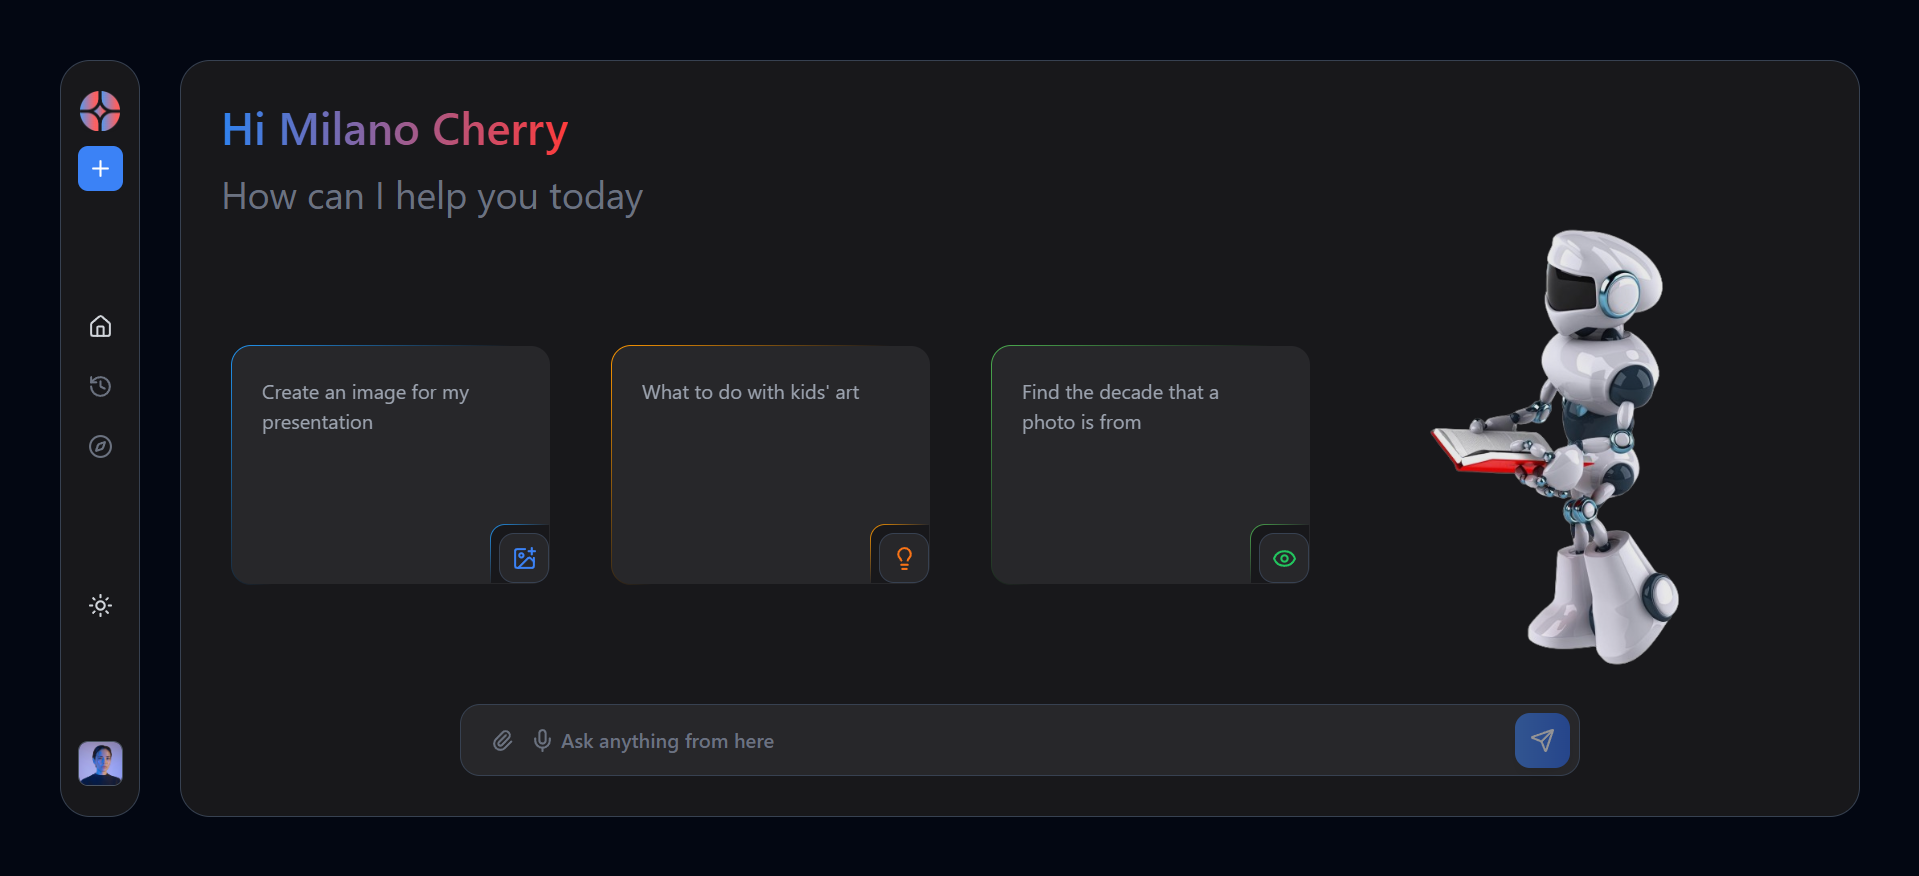 Hi Milano Cherry
How can I help you today
Create an image for my
presentation
What to do with kids' art
Find the decade that a
photo is from
Ask anything from here